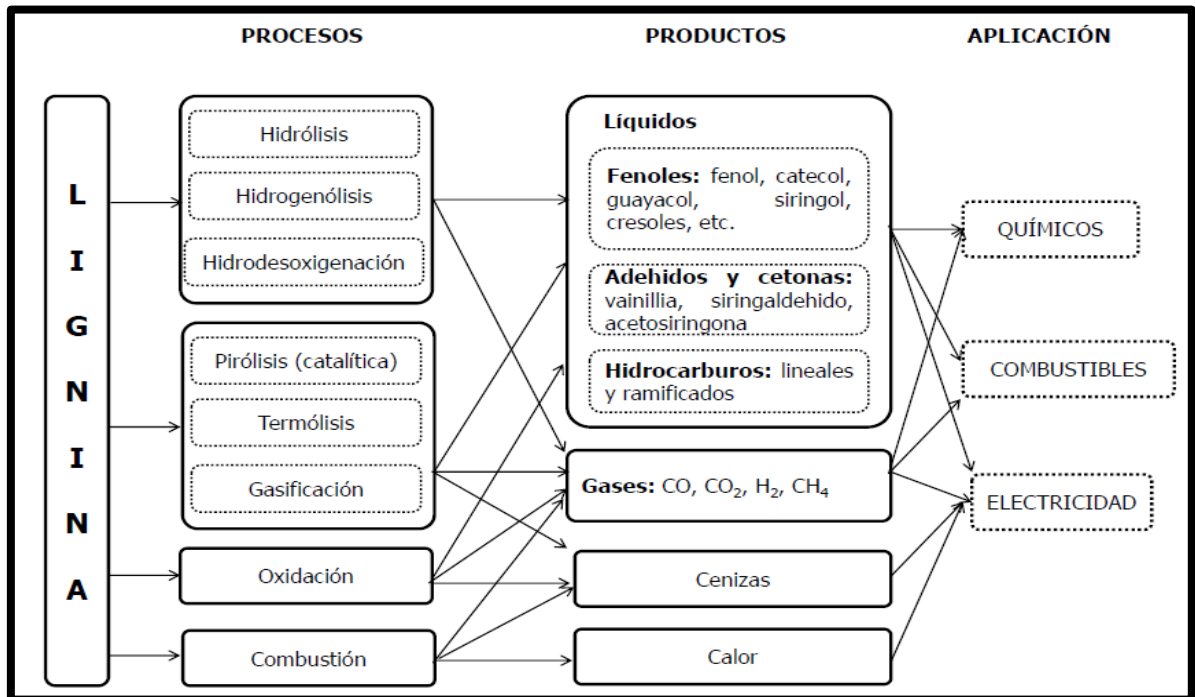 PROCESOS
PRODUCTOS
APLICACIÓN
L
I
G
N
I
N
A
Hidrólisis
Hidrogenólisis
Hidrodesoxigenación
Pirólisis (catalítica)
Termólisis
Gasificación
Oxidación
Combustión
Líquidos
Fenoles: fenol, catecol,
guayacol, siringol,
cresoles, etc.
Adehidos y cetonas:
vainillia, siringaldehido,
acetosiringona
Hidrocarburos: lineales
y ramificados
Gases: CO, CO₂, H₂, CH₄
Cenizas
Calor
QUÍMICOS
COMBUSTIBLES
ELECTRICIDAD